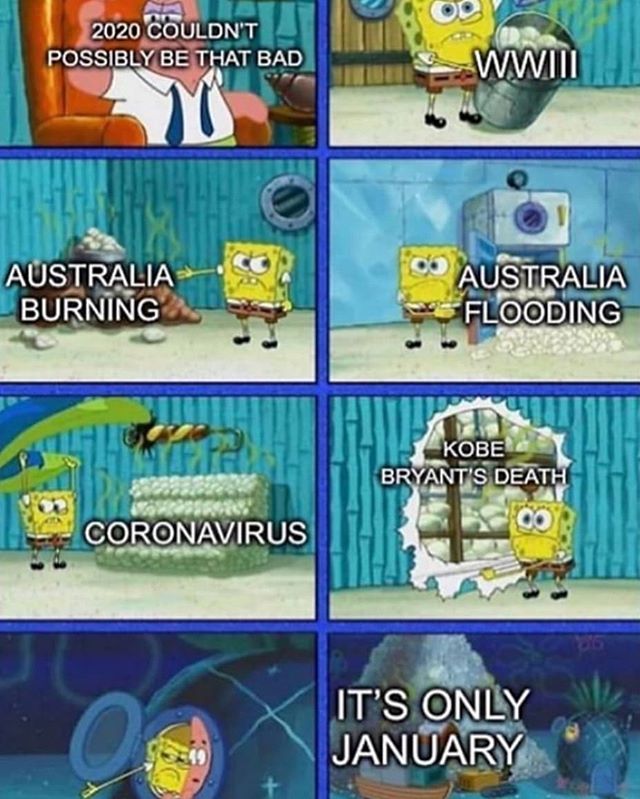 2020 COULDN'T
POSSIBLY BE THAT BAD
WWIII
AUSTRALIA
BURNING
AUSTRALIA
FLOODING
CORONAVIRUS
KOBE
BRYANT'S DEATH
IT'S ONLY
JANUARY